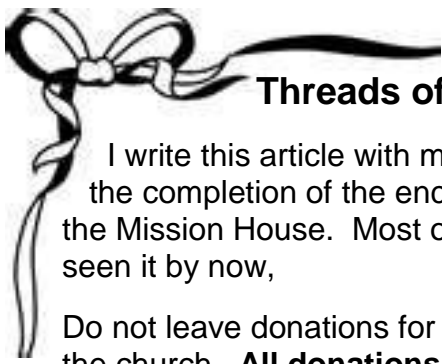 Threads of
I write this article with
the completion of the
the Mission House. Most
seen it by now,
Do not leave donations for
the church. All donations